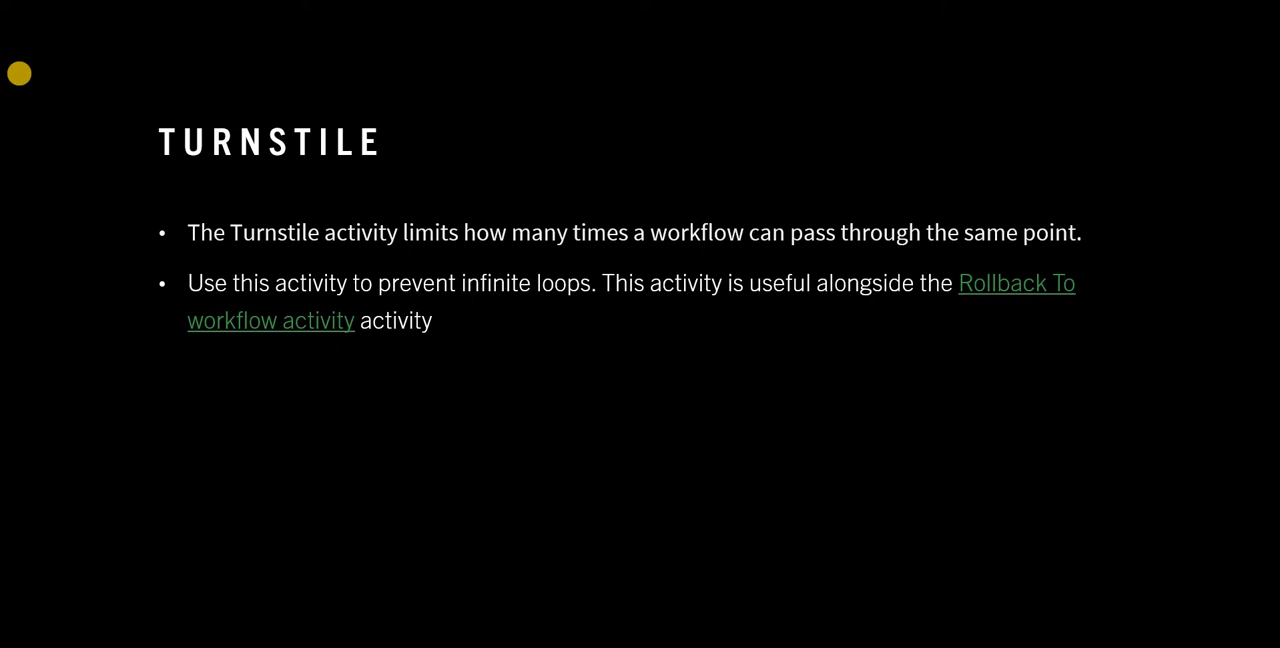 TURNSTILE
• The Turnstile activity limits how many times a workflow can pass through the same point.
• Use this activity to prevent infinite loops. This activity is useful alongside the Rollback To
workflow activity activity